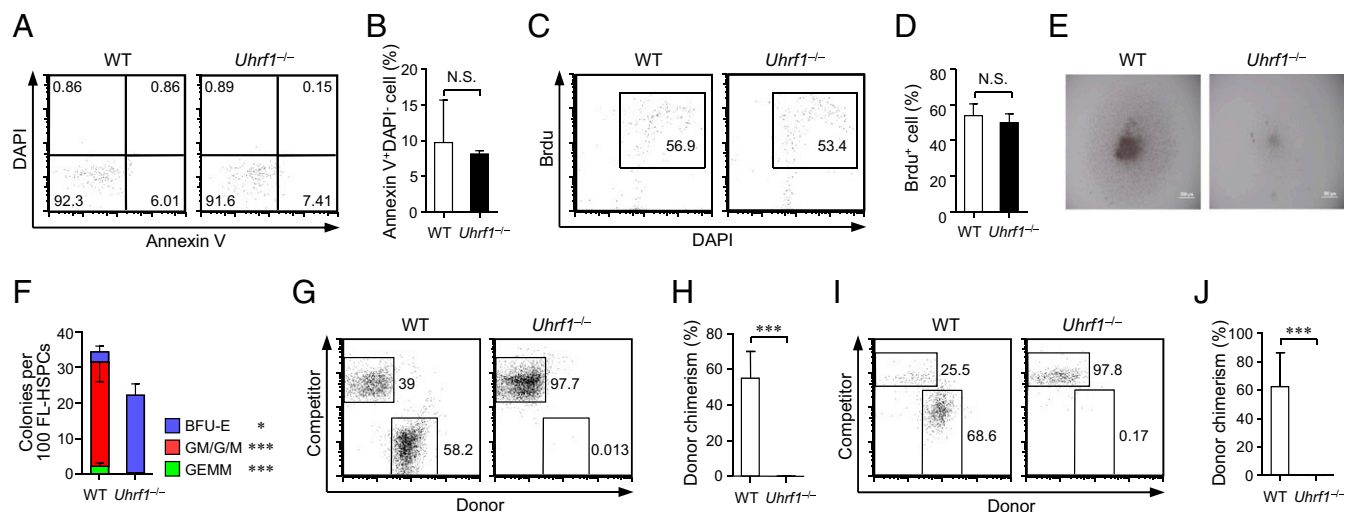 A
WT
Uhrf1–/–
0.86
0.86
0.89
0.15
92.3
6.01
91.6
7.41
DAPI
Annexin V
B
Annexin V+DAPI- cell (%)
20
15
10
5
0
N.S.
WT Uhrf1–/–
C
WT
Uhrf1–/–
56.9
53.4
Brdu
DAPI
D
Brdu+ cell (%)
80
60
40
20
0
N.S.
WT Uhrf1–/–
E
WT
Uhrf1–/–
F
Colonies per
100 FL-HSPCs
40
30
20
10
0
WT Uhrf1–/–
BFU-E *
GM/G/M ***
GEMM ***
G
WT
Uhrf1–/–
39
58.2
97.7
0.013
Competitor
Donor
H
Donor chimerism (%)
80
60
40
20
0
***
WT Uhrf1–/–
I
WT
Uhrf1–/–
25.5
68.6
97.8
0.17
Competitor
Donor
J
Donor chimerism (%)
100
80
60
40
20
0
***
WT Uhrf1–/–